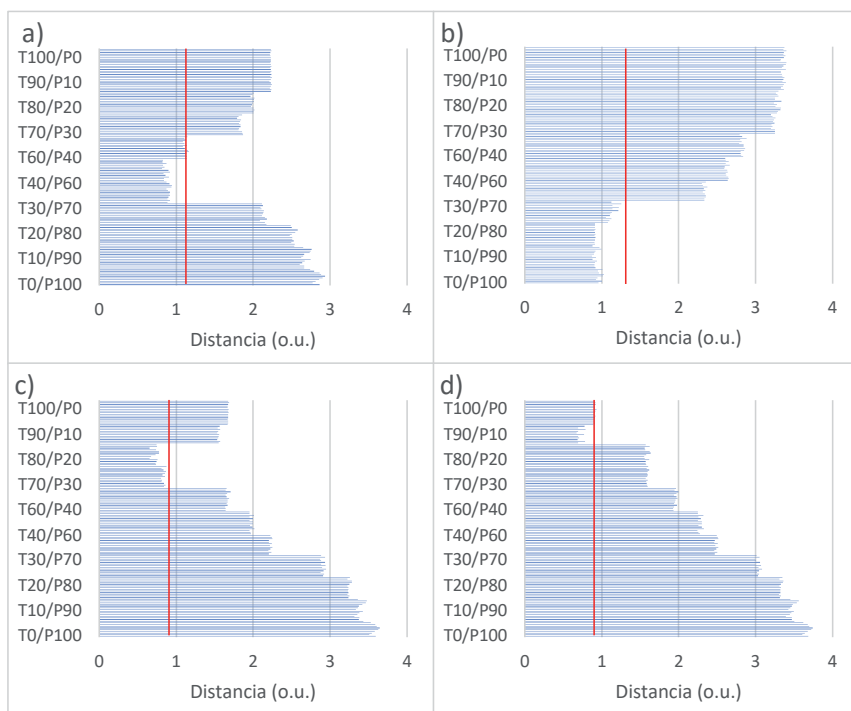 a)
T100/P0
T90/P10
T80/P20
T70/P30
T60/P40
T40/P60
T30/P70
T20/P80
T10/P90
T0/P100
0 1 2 3 4
Distancia (o.u.)
b)
T100/P0
T90/P10
T80/P20
T70/P30
T60/P40
T40/P60
T30/P70
T20/P80
T10/P90
T0/P100
0 1 2 3 4
Distancia (o.u.)
c)
T100/P0
T90/P10
T80/P20
T70/P30
T60/P40
T40/P60
T30/P70
T20/P80
T10/P90
T0/P100
0 1 2 3 4
Distancia (o.u.)
d)
T100/P0
T90/P10
T80/P20
T70/P30
T60/P40
T40/P60
T30/P70
T20/P80
T10/P90
T0/P100
0 1 2 3 4
Distancia (o.u.)